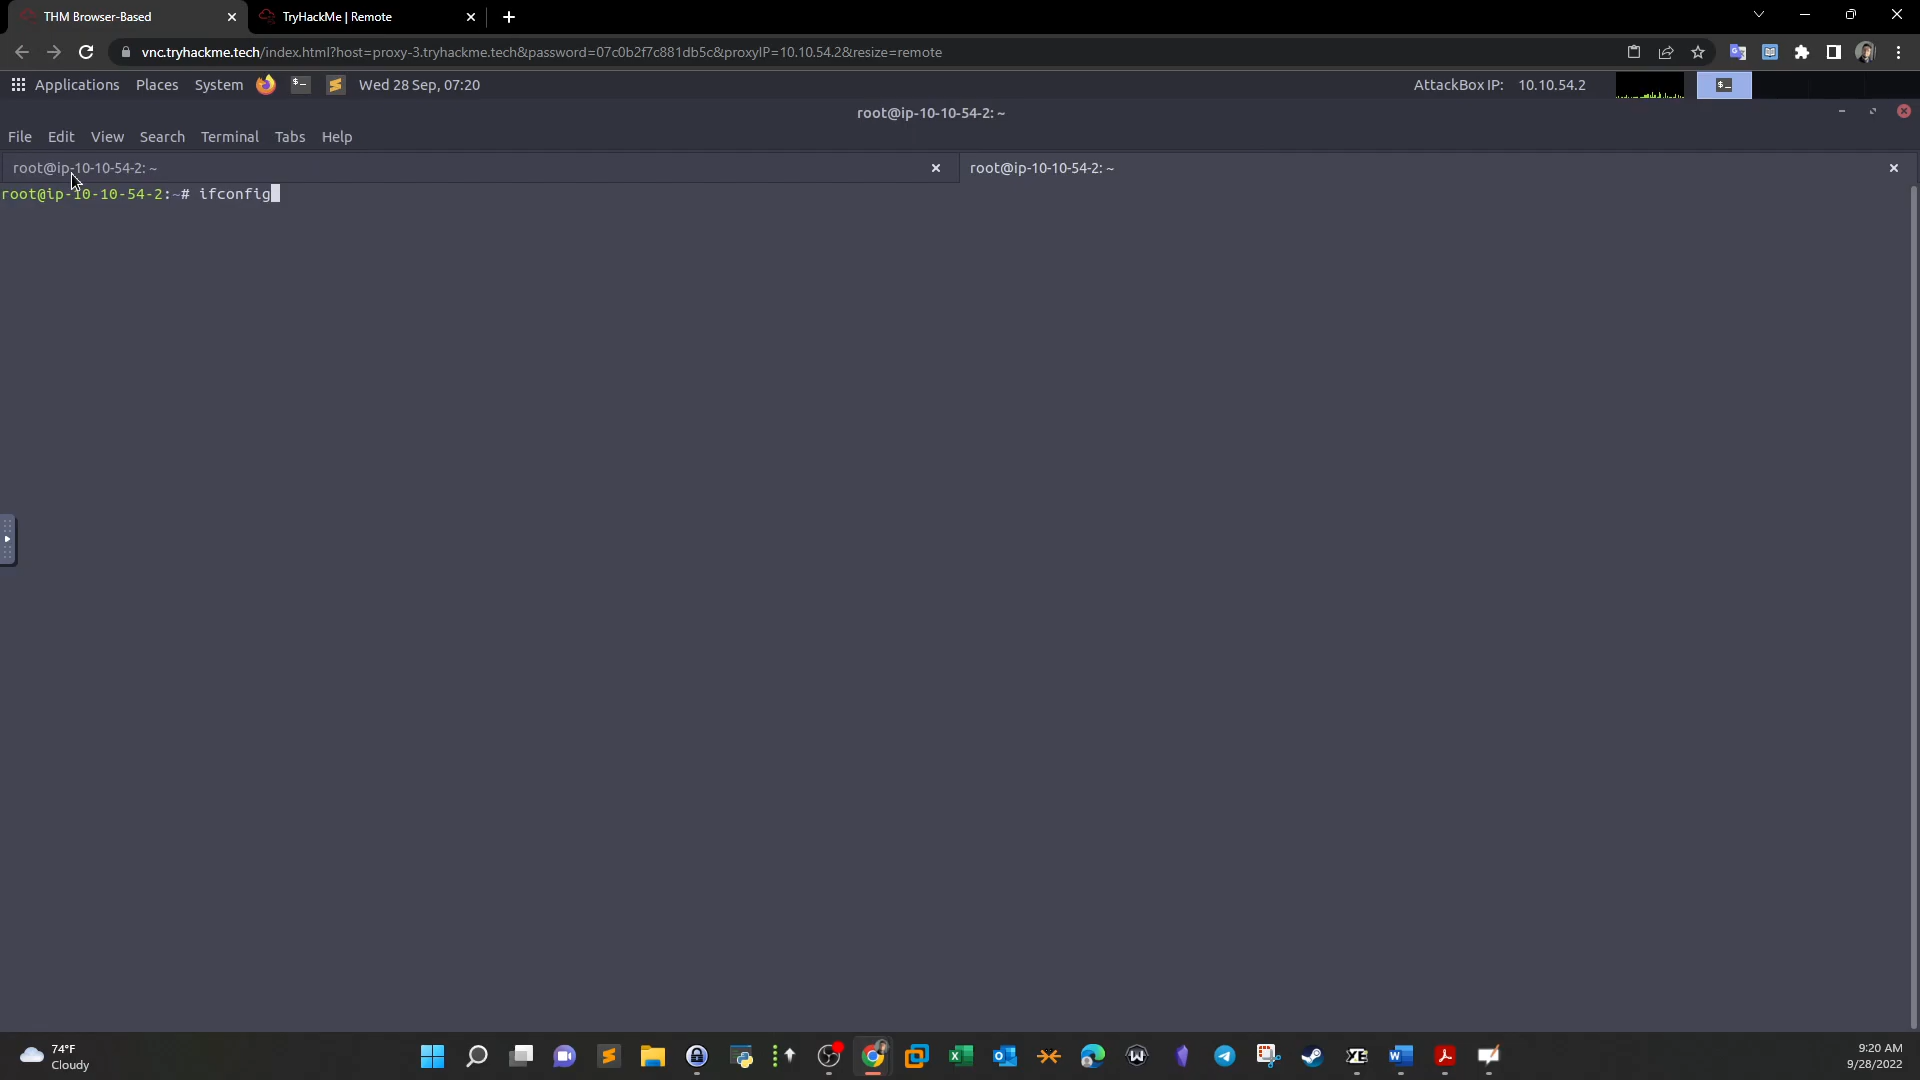 THM Browser-Based
TryHackMe | Remote
vnc.tryhackme.tech/index.html?host=proxy-3.tryhackme.tech&password=07c0b2f7c881db5c&proxyIP=10.10.54.2&resize=remote
Applications Places System Wed 28 Sep, 07:20 AttackBox IP: 10.10.54.2
root@ip-10-10-54-2: ~
File Edit View Search Terminal Tabs Help
root@ip-10-10-54-2: ~ root@ip-10-10-54-2: ~
root@ip-10-10-54-2:~# ifconfig
74°F
Cloudy
9:20 AM
9/28/2022